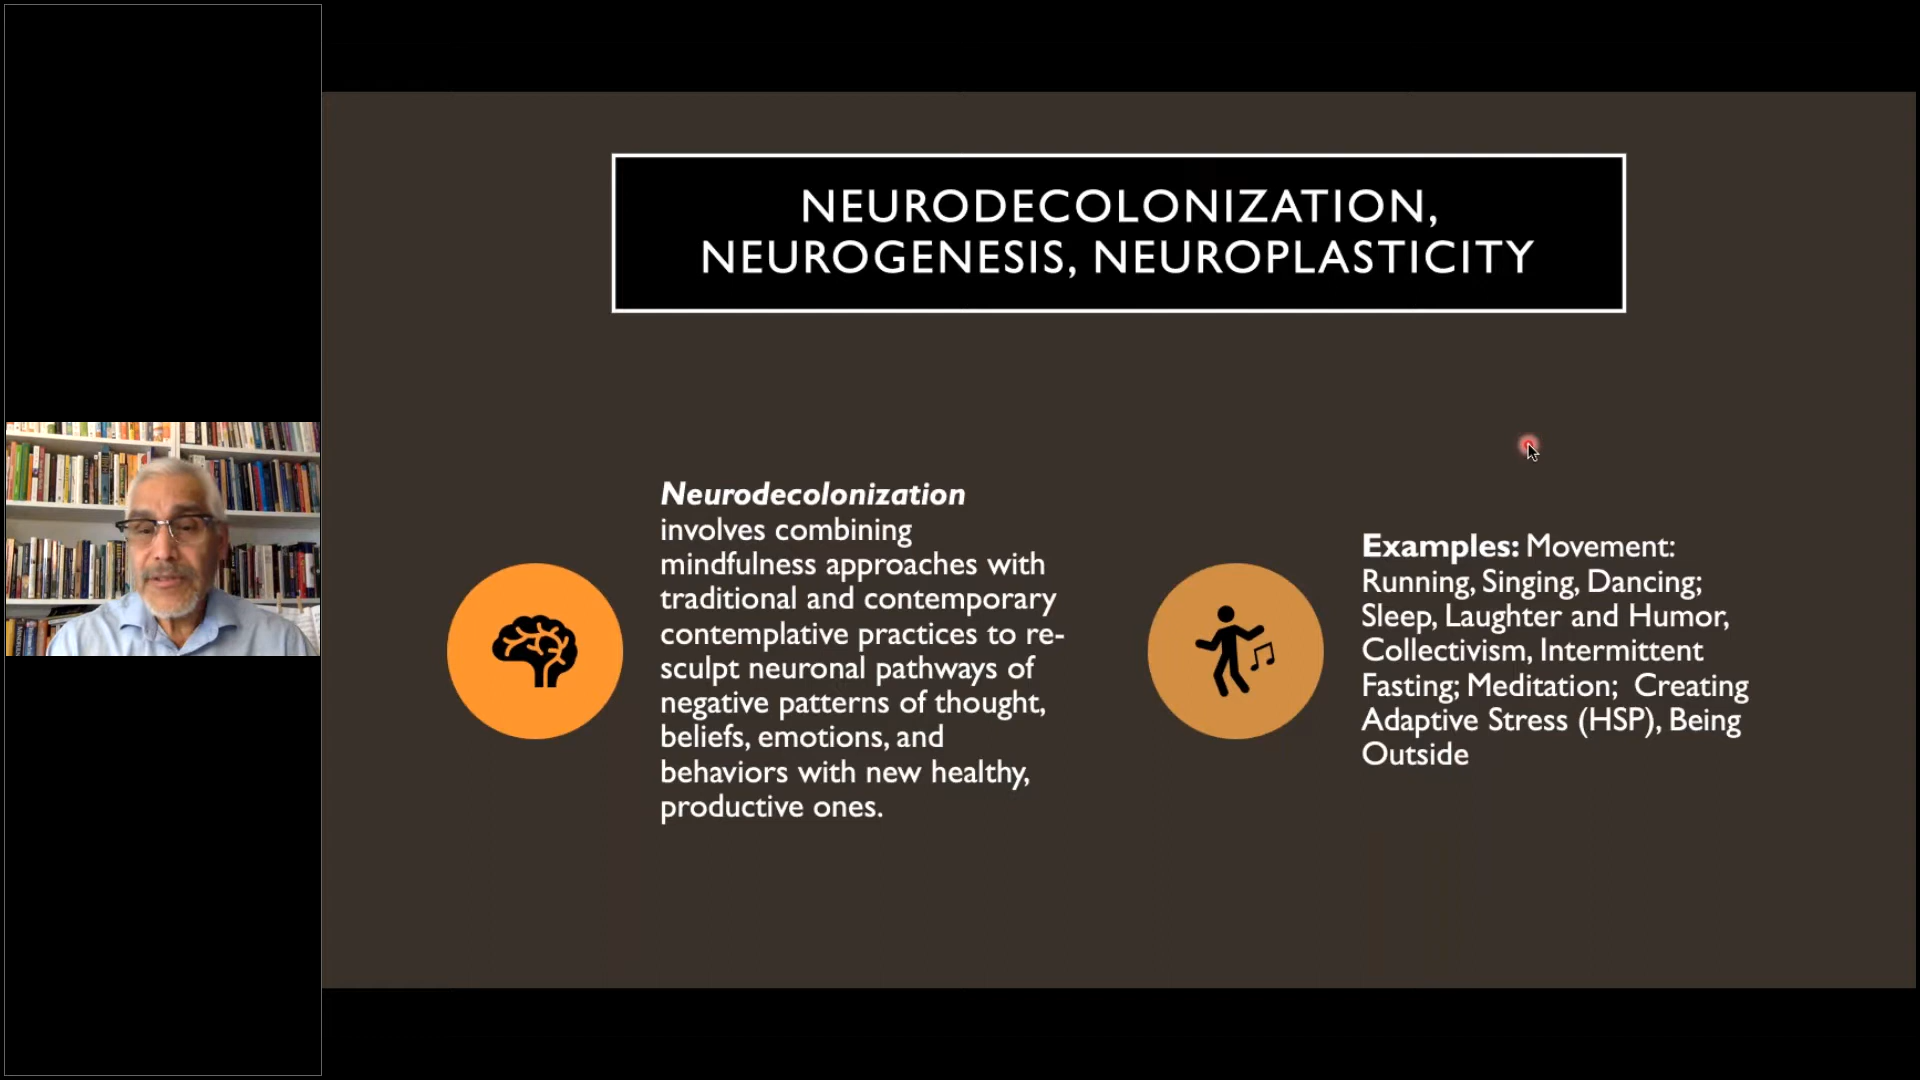 NEURODECOLONIZATION,
NEUROGENESIS, NEUROPLASTICITY
Neurodecolonization
involves combining
mindfulness approaches with
traditional and contemporary
contemplative practices to re-
sculpt neuronal pathways of
negative patterns of thought,
beliefs, emotions, and
behaviors with new healthy,
productive ones.
Examples: Movement:
Running, Singing, Dancing;
Sleep, Laughter and Humor,
Collectivism, Intermittent
Fasting; Meditation;  Creating
Adaptive Stress (HSP), Being
Outside